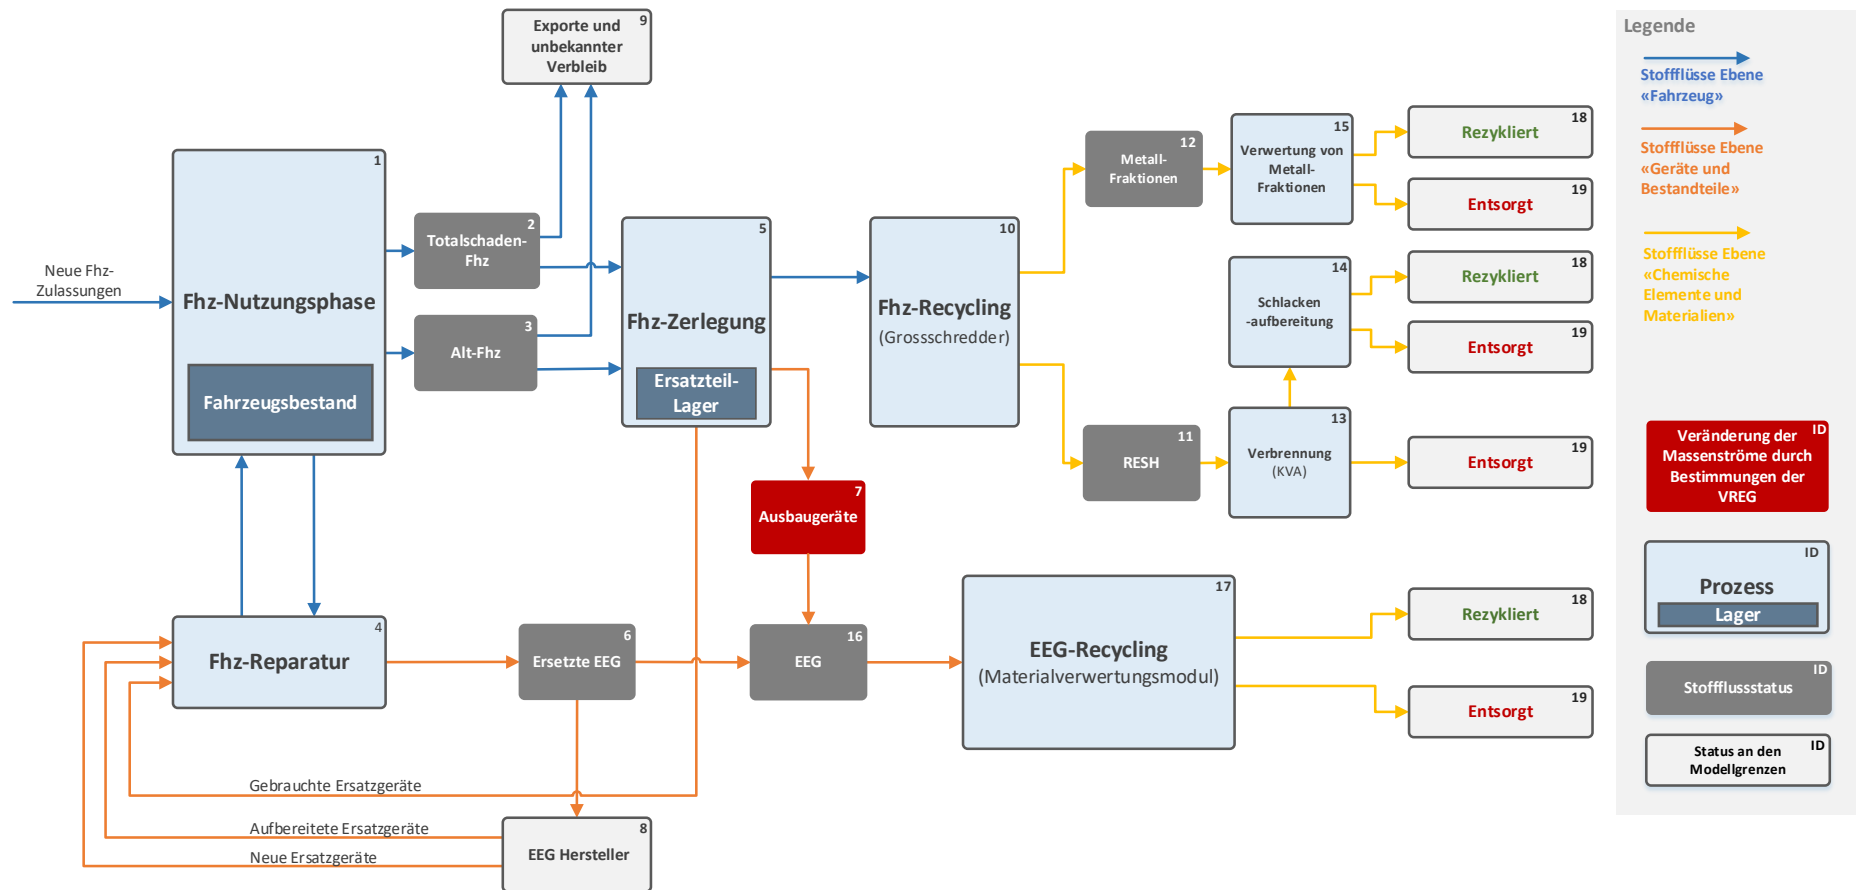 9
Exporte und
unbekannter
Verbleib
1
Fhz-Nutzungsphase
Fahrzeugsbestand
Neue Fhz-
Zulassungen
2
Totalschaden-
Fhz
3
Alt-Fhz
5
Fhz-Zerlegung
Ersatzteil-
Lager
10
Fhz-Recycling
(Grossschredder)
12
Metall-
Fraktionen
15
Verwertung von
Metall-
Fraktionen
18
Rezykliert
19
Entsorgt
14
Schlacken
-aufbereitung
18
Rezykliert
19
Entsorgt
11
RESH
13
Verbrennung
(KVA)
19
Entsorgt
7
Ausbaugeräte
4
Fhz-Reparatur
6
Ersetzte EEG
16
EEG
17
EEG-Recycling
(Materialverwertungsmodul)
18
Rezykliert
19
Entsorgt
Gebrauchte Ersatzgeräte
Aufbereitete Ersatzgeräte
Neue Ersatzgeräte
8
EEG Hersteller
Legende
Stoffflüsse Ebene
«Fahrzeug»
Stoffflüsse Ebene
«Geräte und
Bestandteile»
Stoffflüsse Ebene
«Chemische
Elemente und
Materialien»
ID
Veränderung der
Massenströme durch
Bestimmungen der
VREG
ID
Prozess
Lager
ID
Stoffflussstatus
ID
Status an den
Modellgrenzen